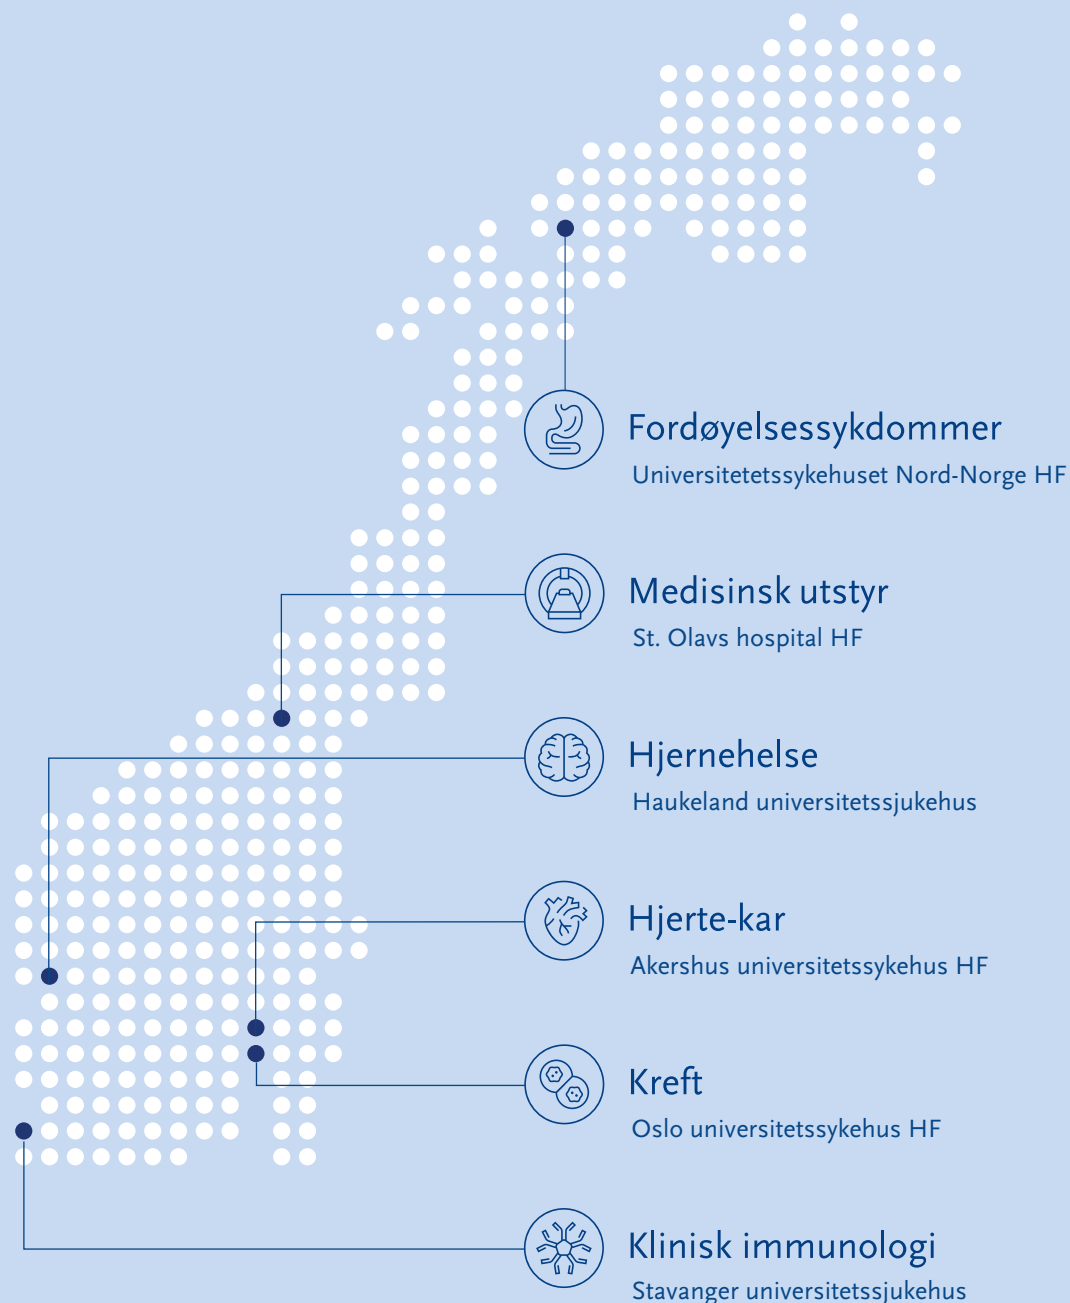 Fordøyelsessykdommer
Universitetetssykehuset Nord-Norge HF
Medisinsk utstyr
St. Olavs hospital HF
Hjernehelse
Haukeland universitetssjukehus
Hjerte-kar
Akershus universitetssykehus HF
Kreft
Oslo universitetssykehus HF
Klinisk immunologi
Stavanger universitetssjukehus